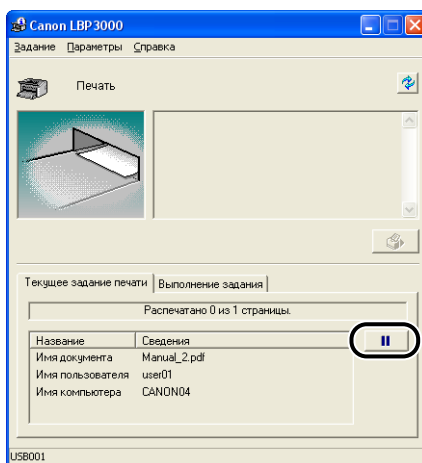 Canon LBP3000
Задание Параметры Справка
Печать
Текущее задание печати Выполнение задания
Распечатано 0 из 1 страницы.
Название Сведения
Имя документа Manual_2.pdf
Имя пользователя user01
Имя компьютера CANON04
USB001